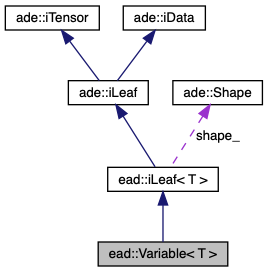 ade::iTensor
ade::iData
ade::iLeaf
ade::Shape
shape_
ead::iLeaf< T >
ead::Variable< T >